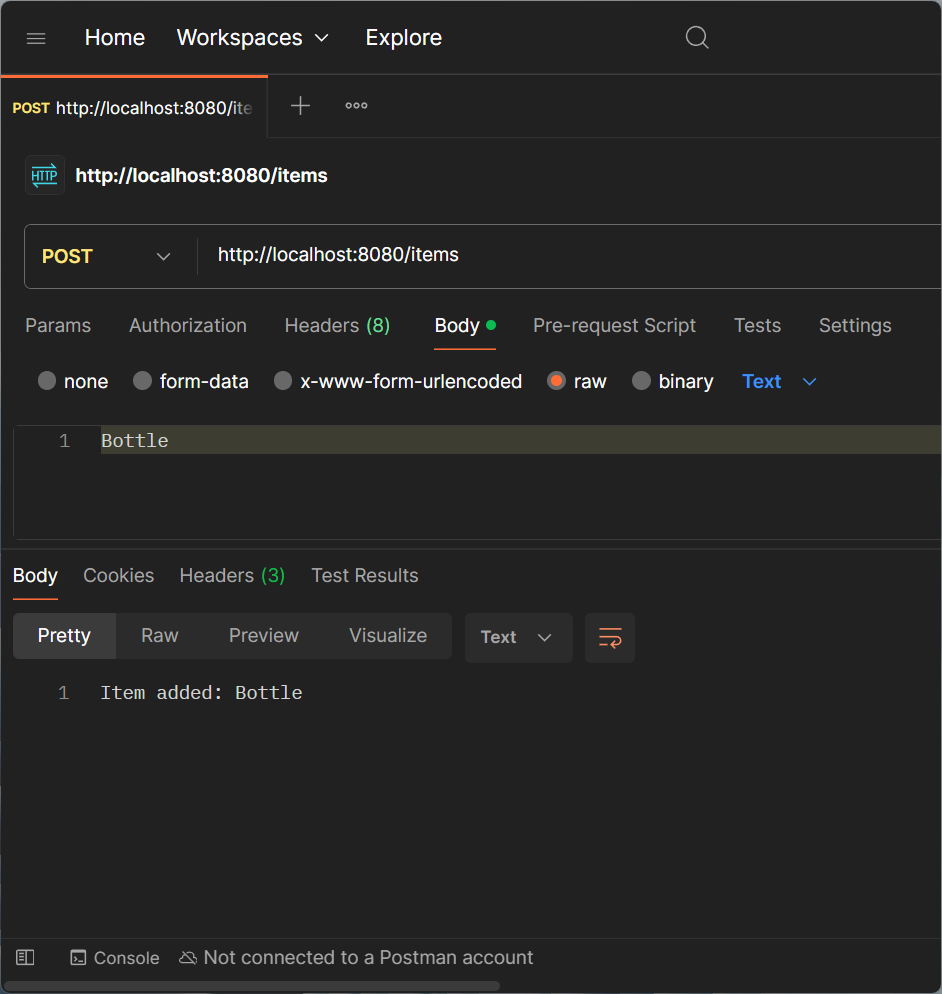 Home Workspaces Explore
POST http://localhost:8080/ite
HTTP http://localhost:8080/items
POST http://localhost:8080/items
Params Authorization Headers (8) Body Pre-request Script Tests Settings
none form-data x-www-form-urlencoded raw binary Text
1 Bottle
Body Cookies Headers (3) Test Results
Pretty Raw Preview Visualize Text
1 Item added: Bottle
Console Not connected to a Postman account